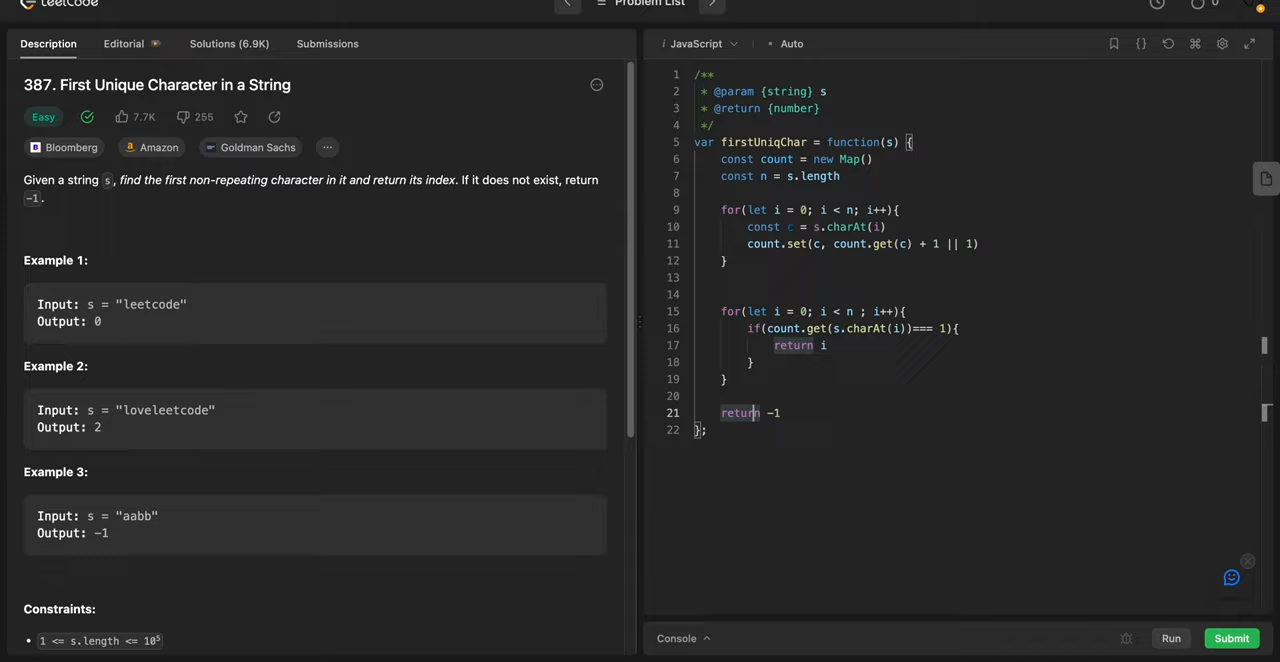 LeetCode
Problem List
0
Description Editorial Solutions (6.9K) Submissions
387. First Unique Character in a String
Easy 7.7K 255
Bloomberg Amazon Goldman Sachs ...
Given a string s, find the first non-repeating character in it and return its index. If it does not exist, return
-1.
Example 1:
Input: s = "leetcode"
Output: 0
Example 2:
Input: s = "loveleetcode"
Output: 2
Example 3:
Input: s = "aabb"
Output: -1
Constraints:
• 1 <= s.length <= 10⁵
i JavaScript • Auto
1 /**
2 * @param {string} s
3 * @return {number}
4 */
5 var firstUniqChar = function(s) {
6 const count = new Map()
7 const n = s.length
8
9 for(let i = 0; i < n; i++){
10 const c = s.charAt(i)
11 count.set(c, count.get(c) + 1 || 1)
12 }
13
14
15 for(let i = 0; i < n ; i++){
16 if(count.get(s.charAt(i))=== 1){
17 return i
18 }
19 }
20
21 return -1
22 };
Console Run Submit